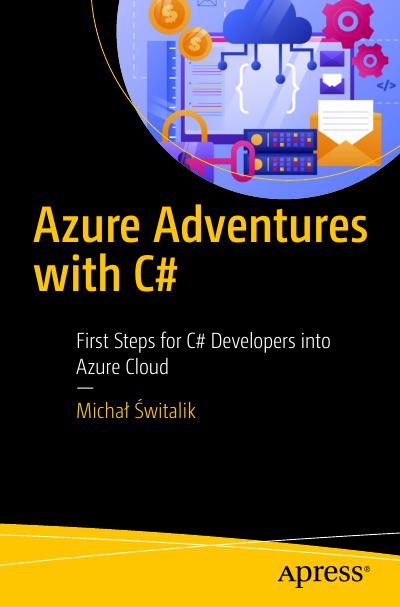 Azure Adventures
with C#
First Steps for C# Developers into
Azure Cloud
—
Michał Świtalik
Apress®